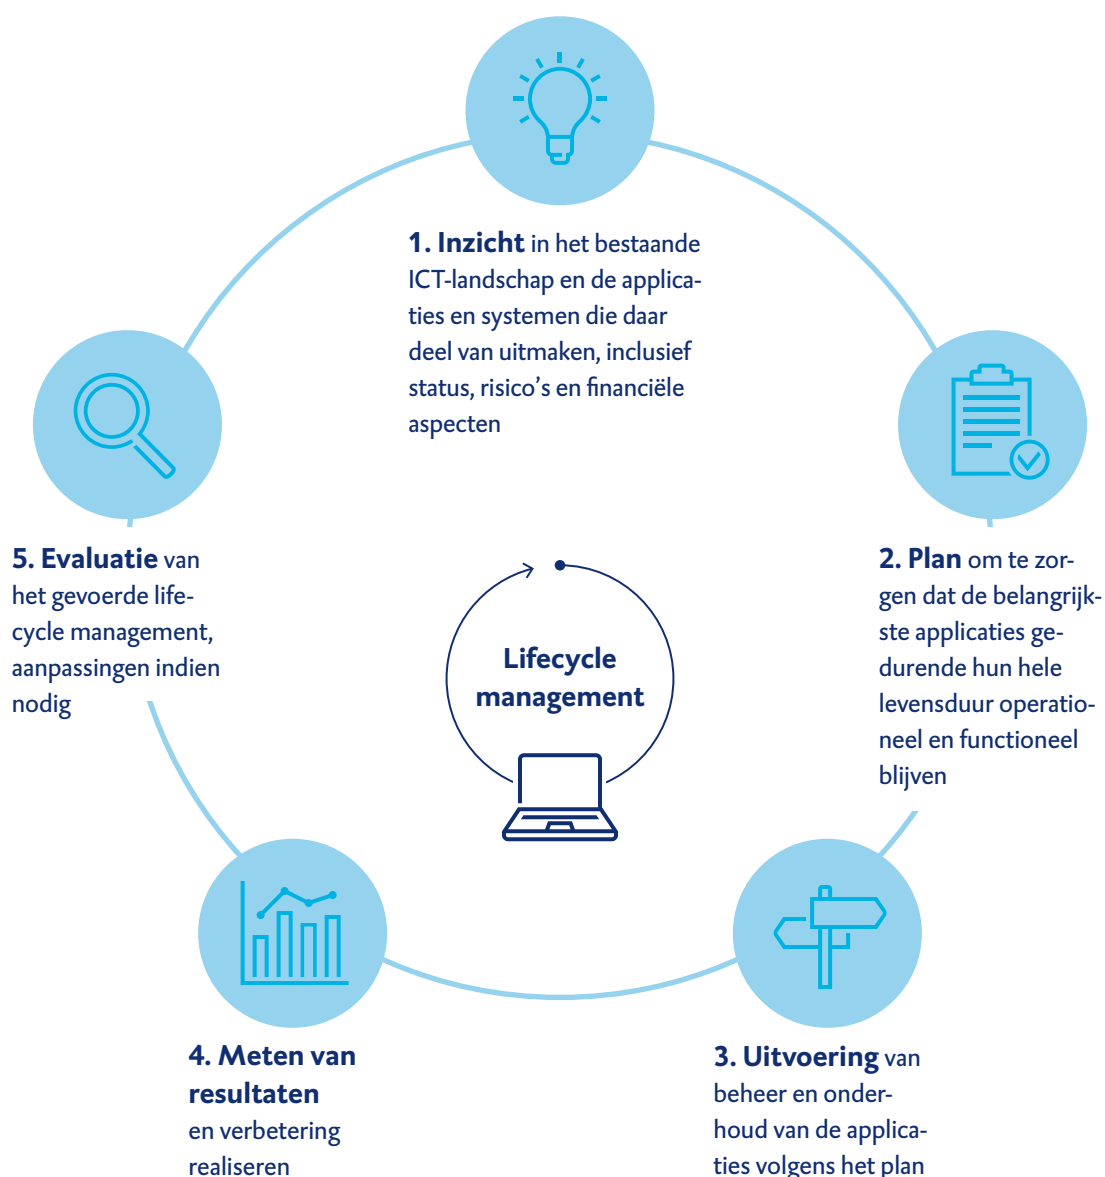 1. Inzicht in het bestaande
ICT-landschap en de applica-
ties en systemen die daar
deel van uitmaken, inclusief
status, risico's en financiële
aspecten
2. Plan om te zor-
gen dat de belangrijk-
ste applicaties ge-
durende hun hele
levensduur operatio-
neel en functioneel
blijven
3. Uitvoering van
beheer en onder-
houd van de applica-
ties volgens het plan
4. Meten van
resultaten
en verbetering
realiseren
5. Evaluatie van
het gevoerde life-
cycle management,
aanpassingen indien
nodig
Lifecycle
management